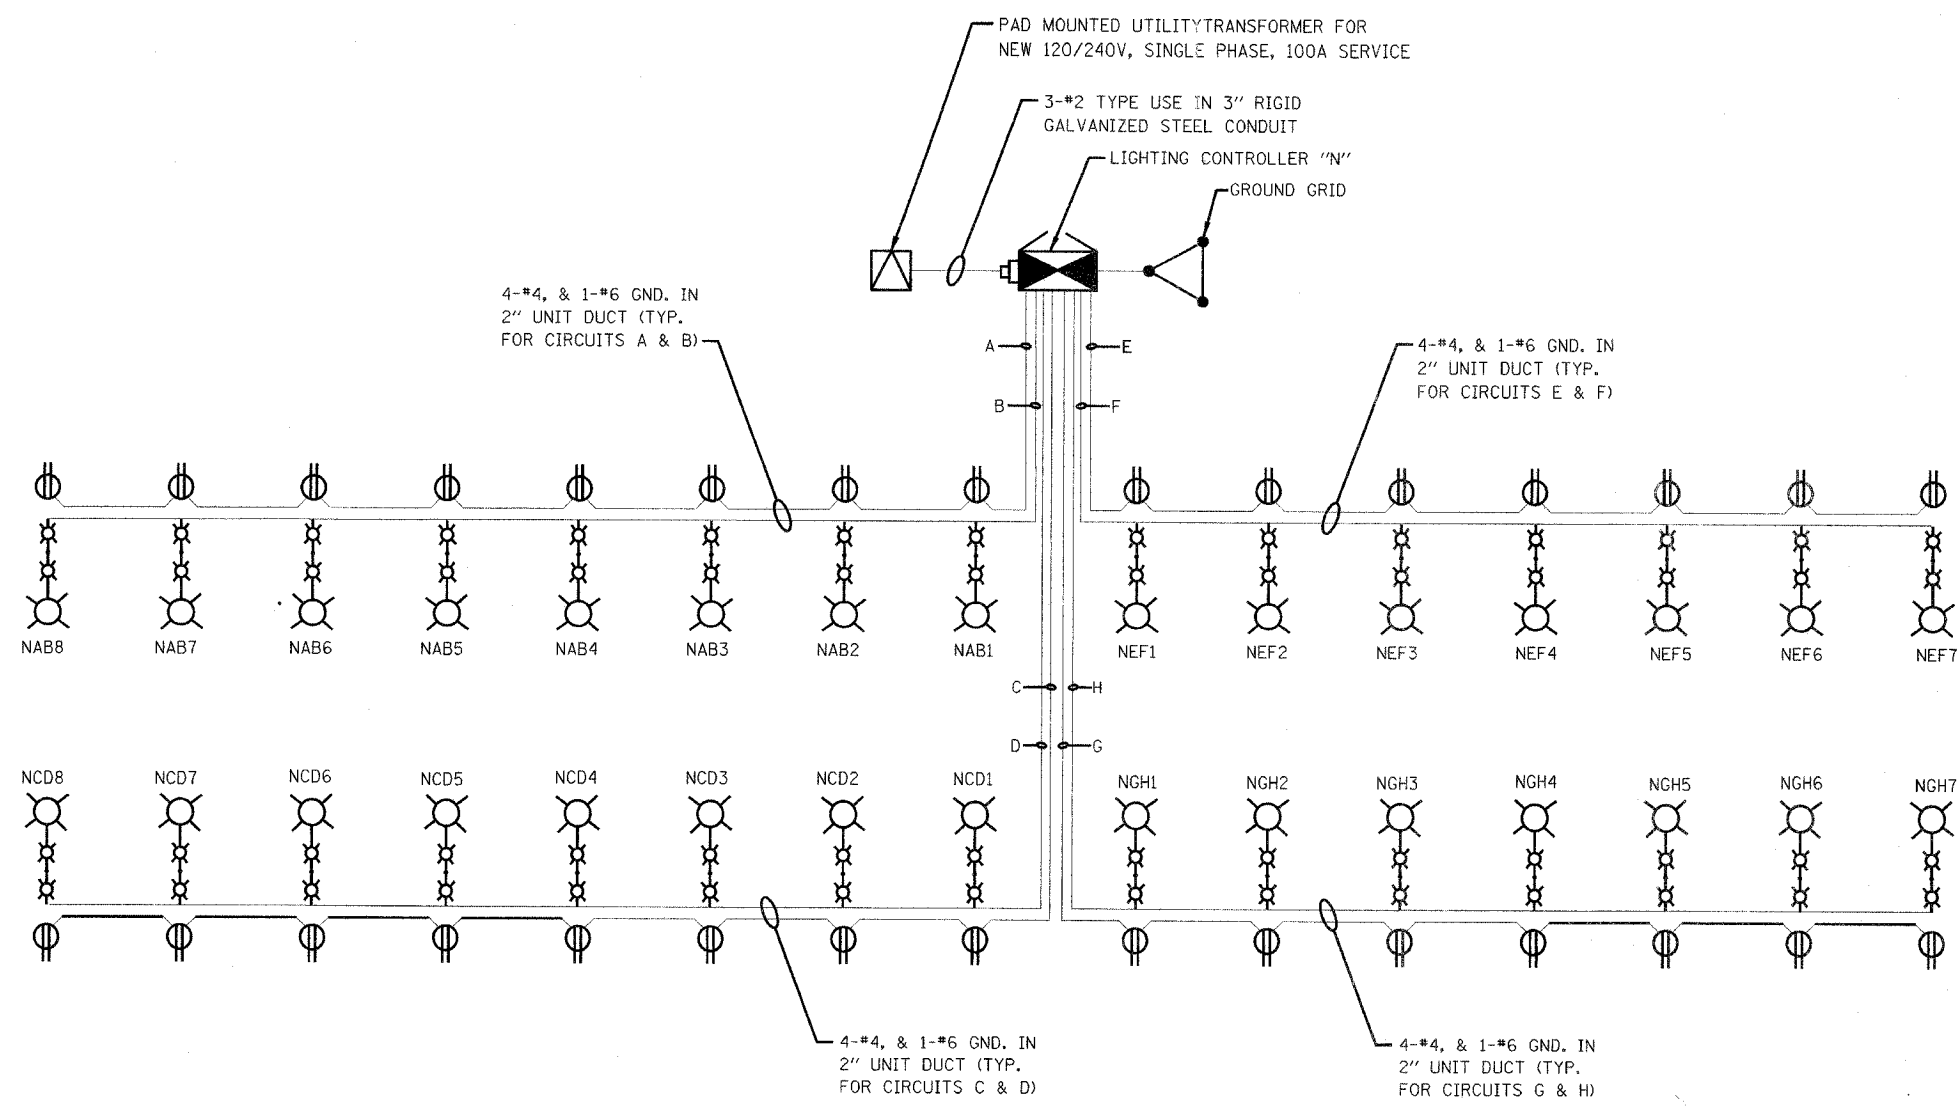 PAD MOUNTED UTILITYTRANSFORMER FOR
NEW 120/240V, SINGLE PHASE, 100A SERVICE
3-#2 TYPE USE IN 3" RIGID
GALVANIZED STEEL CONDUIT
LIGHTING CONTROLLER "N"
GROUND GRID
4-#4, & 1-#6 GND. IN
2" UNIT DUCT (TYP.
FOR CIRCUITS A & B)
A
E
4-#4, & 1-#6 GND. IN
2" UNIT DUCT (TYP.
FOR CIRCUITS E & F)
B
F
NAB8
NAB7
NAB6
NAB5
NAB4
NAB3
NAB2
NAB1
NEF1
NEF2
NEF3
NEF4
NEF5
NEF6
NEF7
C
H
D
G
NCD8
NCD7
NCD6
NCD5
NCD4
NCD3
NCD2
NCD1
NGH1
NGH2
NGH3
NGH4
NGH5
NGH6
NGH7
4-#4, & 1-#6 GND. IN
2" UNIT DUCT (TYP.
FOR CIRCUITS C & D)
4-#4, & 1-#6 GND. IN
2" UNIT DUCT (TYP.
FOR CIRCUITS G & H)